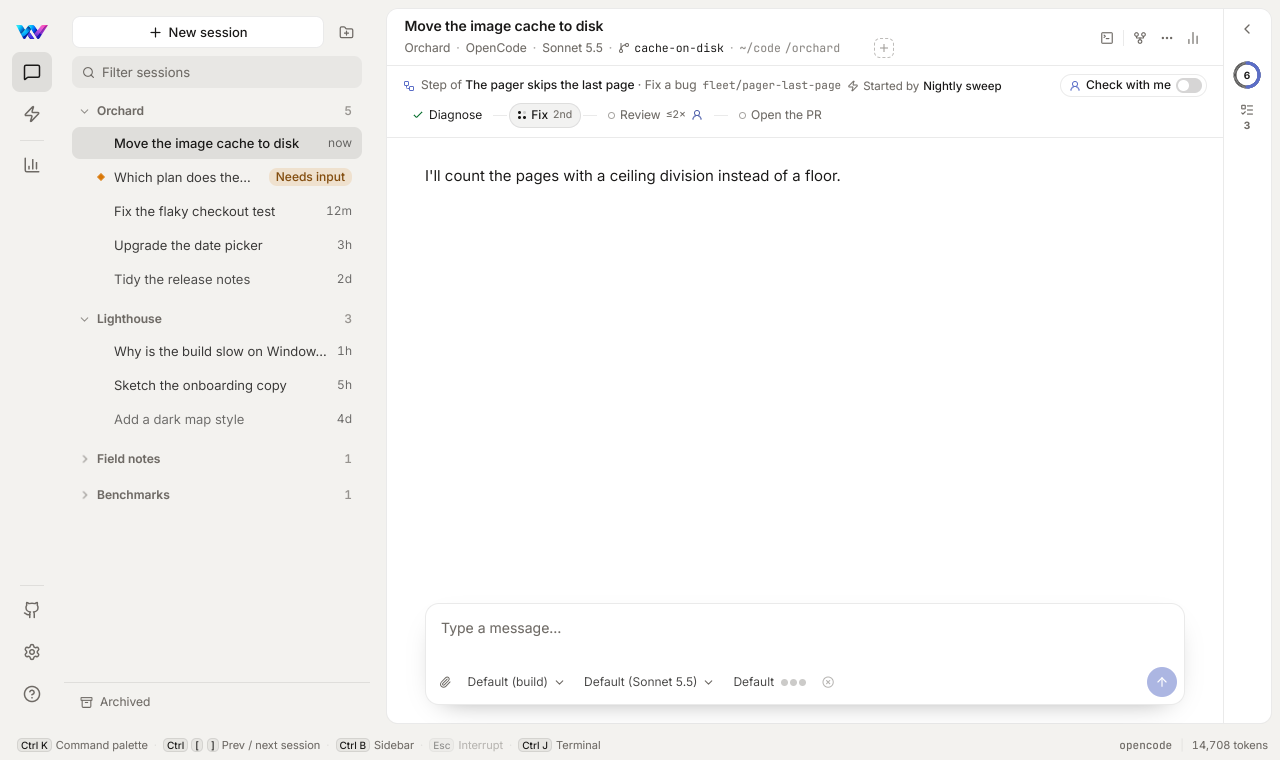 New session
Filter sessions
Orchard 5
Move the image cache to disk now
Which plan does the... Needs input
Fix the flaky checkout test 12m
Upgrade the date picker 3h
Tidy the release notes 2d
Lighthouse 3
Why is the build slow on Window... 1h
Sketch the onboarding copy 5h
Add a dark map style 4d
Field notes 1
Benchmarks 1
Archived
Move the image cache to disk
Orchard · OpenCode · Sonnet 5.5 · cache-on-disk · ~/code/orchard
Step of The pager skips the last page · Fix a bug fleet/pager-last-page Started by Nightly sweep Check with me
Diagnose Fix 2nd Review ≤2× Open the PR
I'll count the pages with a ceiling division instead of a floor.
Type a message...
Default (build) Default (Sonnet 5.5) Default
6
3
Ctrl K Command palette · Ctrl [ ] Prev / next session · Ctrl B Sidebar · Esc Interrupt · Ctrl J Terminal
opencode 14,708 tokens